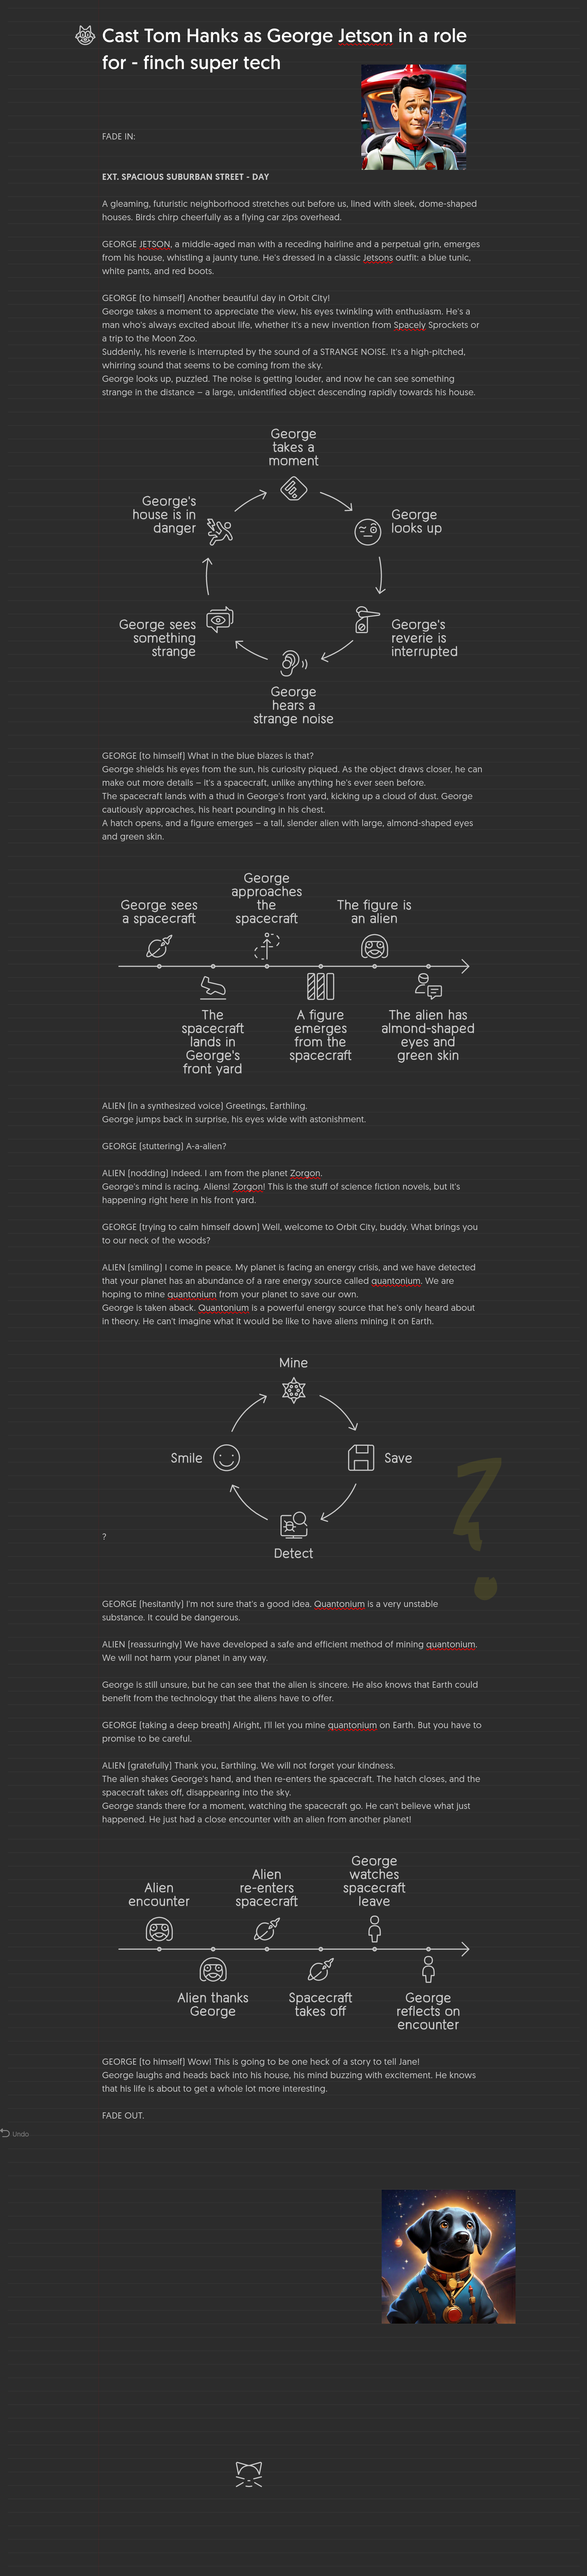 Cast Tom Hanks as George Jetson in a role
for - finch super tech
FADE IN:
EXT. SPACIOUS SUBURBAN STREET - DAY
A gleaming, futuristic neighborhood stretches out before us, lined with sleek, dome-shaped
houses. Birds chirp cheerfully as a flying car zips overhead.
GEORGE JETSON, a middle-aged man with a receding hairline and a perpetual grin, emerges
from his house, whistling a jaunty tune. He's dressed in a classic Jetsons outfit: a blue tunic,
white pants, and red boots.
GEORGE (to himself) Another beautiful day in Orbit City!
George takes a moment to appreciate the view, his eyes twinkling with enthusiasm. He's a
man who's always excited about life, whether it's a new invention from Spacely Sprockets or
a trip to the Moon Zoo.
Suddenly, his reverie is interrupted by the sound of a STRANGE NOISE. It's a high-pitched,
whirring sound that seems to be coming from the sky.
George looks up, puzzled. The noise is getting louder, and now he can see something
strange in the distance – a large, unidentified object descending rapidly towards his house.
George
takes a
moment
George
looks up
George's
reverie is
interrupted
George
hears a
strange noise
George sees
something
strange
George's
house is in
danger
GEORGE (to himself) What in the blue blazes is that?
George shields his eyes from the sun, his curiosity piqued. As the object draws closer, he can
make out more details – it's a spacecraft, unlike anything he's ever seen before.
The spacecraft lands with a thud in George's front yard, kicking up a cloud of dust. George
cautiously approaches, his heart pounding in his chest.
A hatch opens, and a figure emerges – a tall, slender alien with large, almond-shaped eyes
and green skin.
George sees
a spacecraft
The
spacecraft
lands in
George's
front yard
George
approaches
the
spacecraft
A figure
emerges
from the
spacecraft
The figure is
an alien
The alien has
almond-shaped
eyes and
green skin
ALIEN (in a synthesized voice) Greetings, Earthling.
George jumps back in surprise, his eyes wide with astonishment.
GEORGE (stuttering) A-a-alien?
ALIEN (nodding) Indeed. I am from the planet Zorgon.
George's mind is racing. Aliens! Zorgon! This is the stuff of science fiction novels, but it's
happening right here in his front yard.
GEORGE (trying to calm himself down) Well, welcome to Orbit City, buddy. What brings you
to our neck of the woods?
ALIEN (smiling) I come in peace. My planet is facing an energy crisis, and we have detected
that your planet has an abundance of a rare energy source called quantonium. We are
hoping to mine quantonium from your planet to save our own.
George is taken aback. Quantonium is a powerful energy source that he's only heard about
in theory. He can't imagine what it would be like to have aliens mining it on Earth.
Mine
Save
Detect
Smile
?
?
GEORGE (hesitantly) I'm not sure that's a good idea. Quantonium is a very unstable
substance. It could be dangerous.
ALIEN (reassuringly) We have developed a safe and efficient method of mining quantonium.
We will not harm your planet in any way.
George is still unsure, but he can see that the alien is sincere. He also knows that Earth could
benefit from the technology that the aliens have to offer.
GEORGE (taking a deep breath) Alright, I'll let you mine quantonium on Earth. But you have to
promise to be careful.
ALIEN (gratefully) Thank you, Earthling. We will not forget your kindness.
The alien shakes George's hand, and then re-enters the spacecraft. The hatch closes, and the
spacecraft takes off, disappearing into the sky.
George stands there for a moment, watching the spacecraft go. He can't believe what just
happened. He just had a close encounter with an alien from another planet!
Alien
encounter
Alien thanks
George
Alien
re-enters
spacecraft
Spacecraft
takes off
George
watches
spacecraft
leave
George
reflects on
encounter
GEORGE (to himself) Wow! This is going to be one heck of a story to tell Jane!
George laughs and heads back into his house, his mind buzzing with excitement. He knows
that his life is about to get a whole lot more interesting.
FADE OUT.
Undo